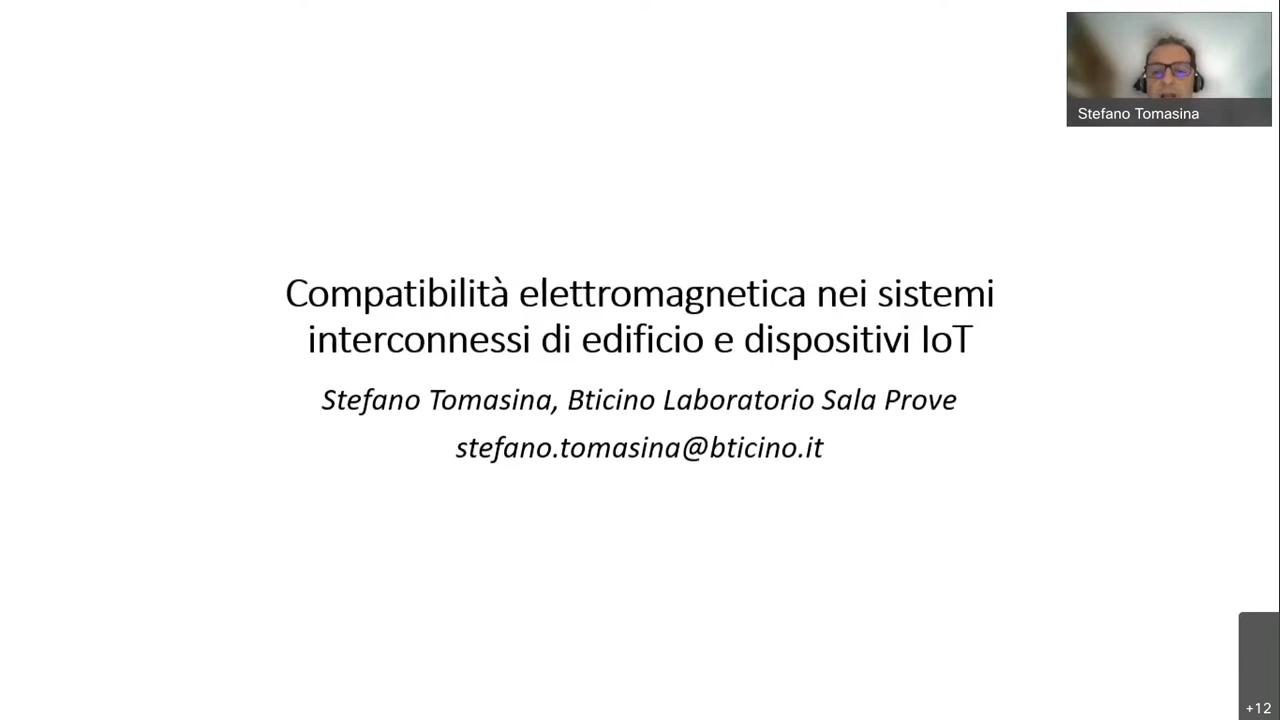 Stefano Tomasina
Compatibilità elettromagnetica nei sistemi
interconnessi di edificio e dispositivi IoT
Stefano Tomasina, Bticino Laboratorio Sala Prove
stefano.tomasina@bticino.it
+12